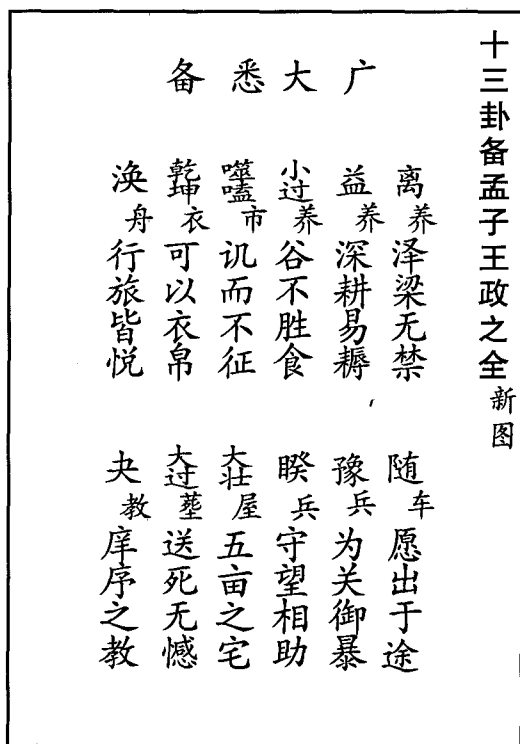 十三卦备孟子王政之全 新图
广大悉备
离 养 泽梁无禁
益 养 深耕易耨
小过 养 谷不胜食
噬嗑 市 讥而不征
乾坤 衣 可以衣帛
涣 舟 行旅皆悦
随 车 愿出于途
豫 兵 为关御暴
睽 兵 守望相助
大壮 屋 五亩之宅
大过 塟 送死无憾
夬 教 庠序之教